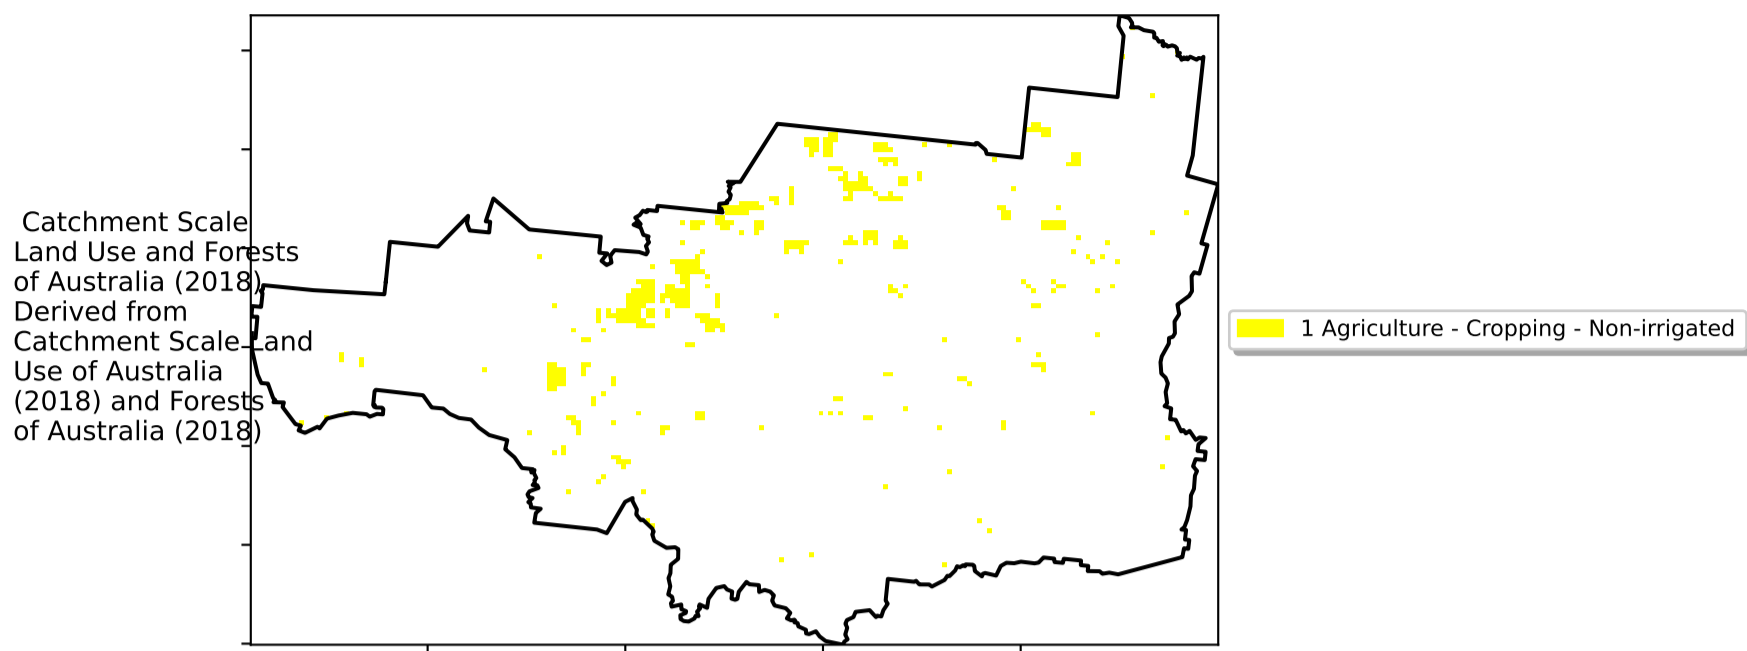 Catchment Scale
Land Use and Forests
of Australia (2018)
Derived from
Catchment Scale Land
Use of Australia
(2018) and Forests
of Australia (2018)
1 Agriculture - Cropping - Non-irrigated